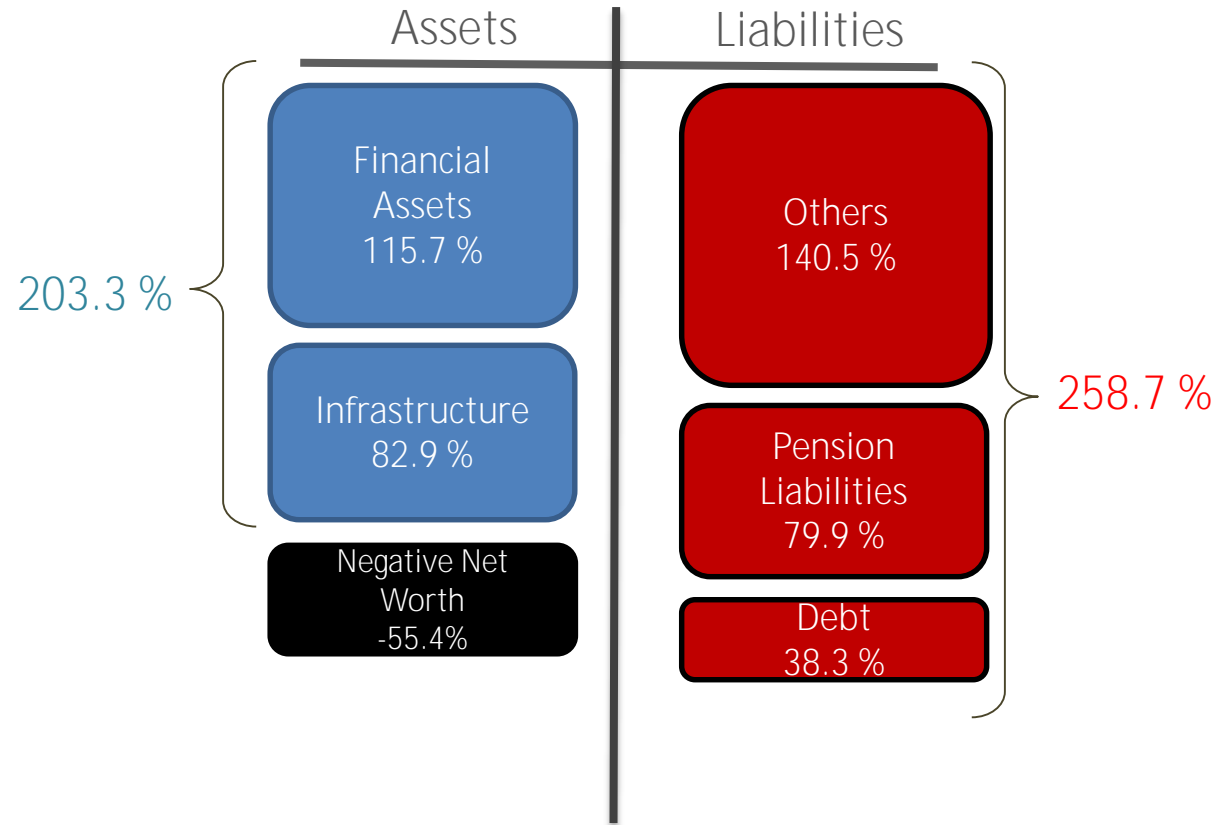 Assets
Liabilities
Financial
Assets
115.7 %
Others
140.5 %
203.3 %
Infrastructure
82.9 %
258.7 %
Pension
Liabilities
79.9 %
Negative Net
Worth
-55.4%
Debt
38.3 %